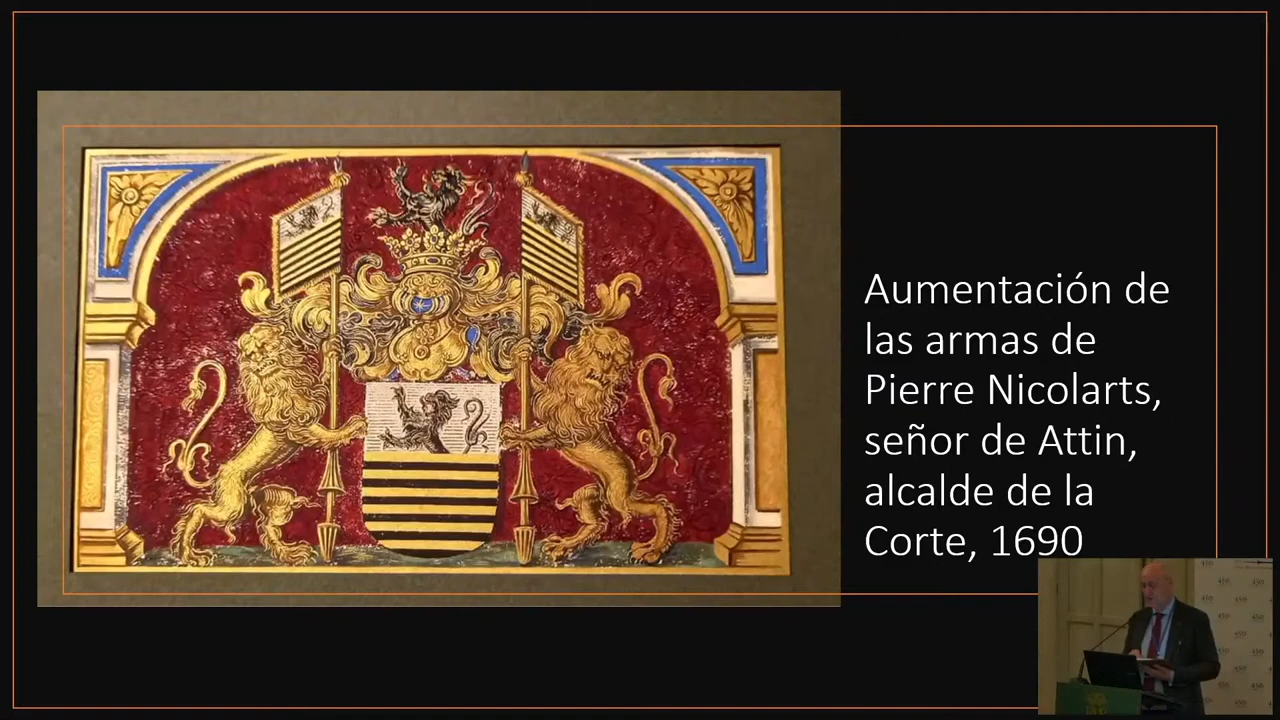 Aumentación de
las armas de
Pierre Nicolarts,
señor de Attin,
alcalde de la
Corte, 1690